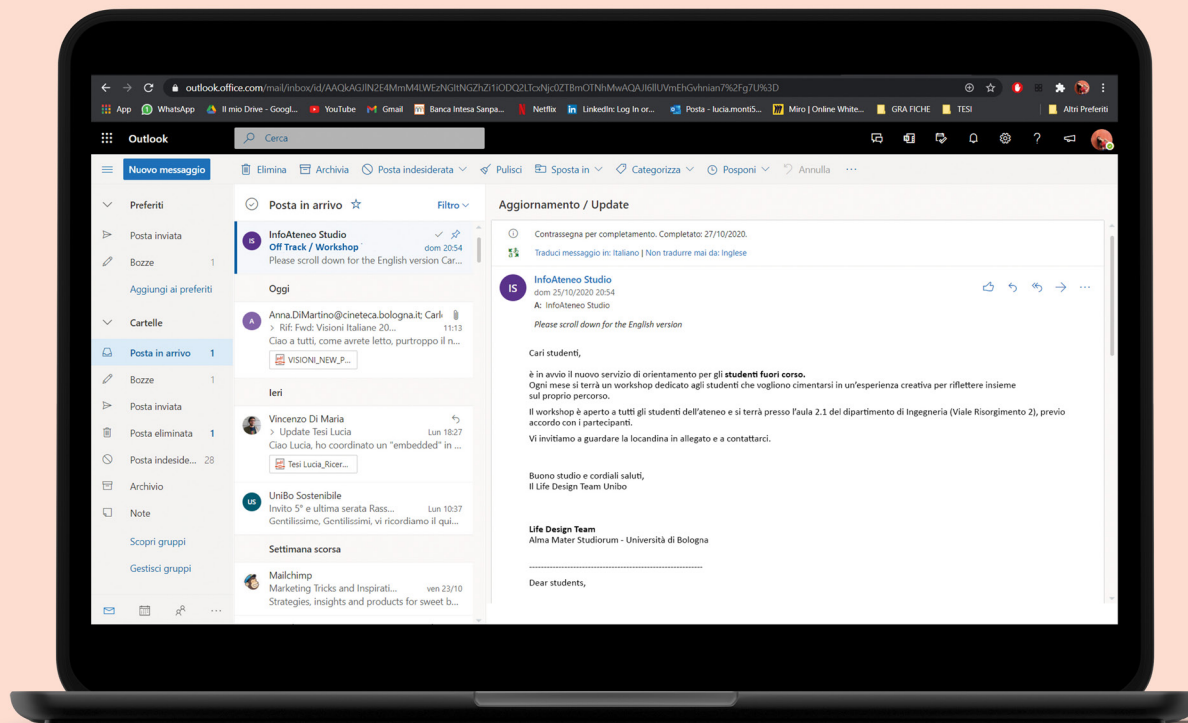 outlook.office.com/mail/inbox/id/
App WhatsApp Il mio Drive - Googl... YouTube Gmail Banca Intesa Sanpa... Netflix LinkedIn: Log In or... Posta - lucia.monti5... Miro | Online White... GRA FICHE TESI Altri Preferiti
Outlook Cerca
Nuovo messaggio Elimina Archivia Posta indesiderata Pulisci Sposta in Categorizza Posponi Annulla
Preferiti
Posta inviata
Bozze 1
Aggiungi ai preferiti
Cartelle
Posta in arrivo 1
Bozze 1
Posta inviata
Posta eliminata 1
Posta indeside... 28
Archivio
Note
Scopri gruppi
Gestisci gruppi
Posta in arrivo Filtro
IS
InfoAteneo Studio
Off Track / Workshop dom 20:54
Please scroll down for the English version Car...
Oggi
A
Anna.DiMartino@cineteca.bologna.it; Carl
> Rif: Fwd: Visioni Italiane 20... 11:13
Ciao a tutti, come avrete letto, purtroppo il n...
VISIONI_NEW_P...
Ieri
Vincenzo Di Maria
> Update Tesi Lucia Lun 18:27
Ciao Lucia, ho coordinato un "embedded" in ...
Tesi Lucia_Ricer...
US
UniBo Sostenibile
Invito 5° e ultima serata Rass... Lun 10:37
Gentilissime, Gentilissimi, vi ricordiamo il qui...
Settimana scorsa
Mailchimp
Marketing Tricks and Inspirati... ven 23/10
Strategies, insights and products for sweet b...
Aggiornamento / Update
Contrassegna per completamento. Completato: 27/10/2020.
Traduci messaggio in: Italiano | Non tradurre mai da: Inglese
IS
InfoAteneo Studio
dom 25/10/2020 20:54
A: InfoAteneo Studio
Please scroll down for the English version
Cari studenti,
è in avvio il nuovo servizio di orientamento per gli studenti fuori corso.
Ogni mese si terrà un workshop dedicato agli studenti che vogliono cimentarsi in un'esperienza creativa per riflettere insieme
sul proprio percorso.
Il workshop è aperto a tutti gli studenti dell'ateneo e si terrà presso l'aula 2.1 del dipartimento di Ingegneria (Viale Risorgimento 2), previo
accordo con i partecipanti.
Vi invitiamo a guardare la locandina in allegato e a contattarci.
Buono studio e cordiali saluti,
Il Life Design Team Unibo
Life Design Team
Alma Mater Studiorum - Università di Bologna
------------------------------------------------------------
Dear students,